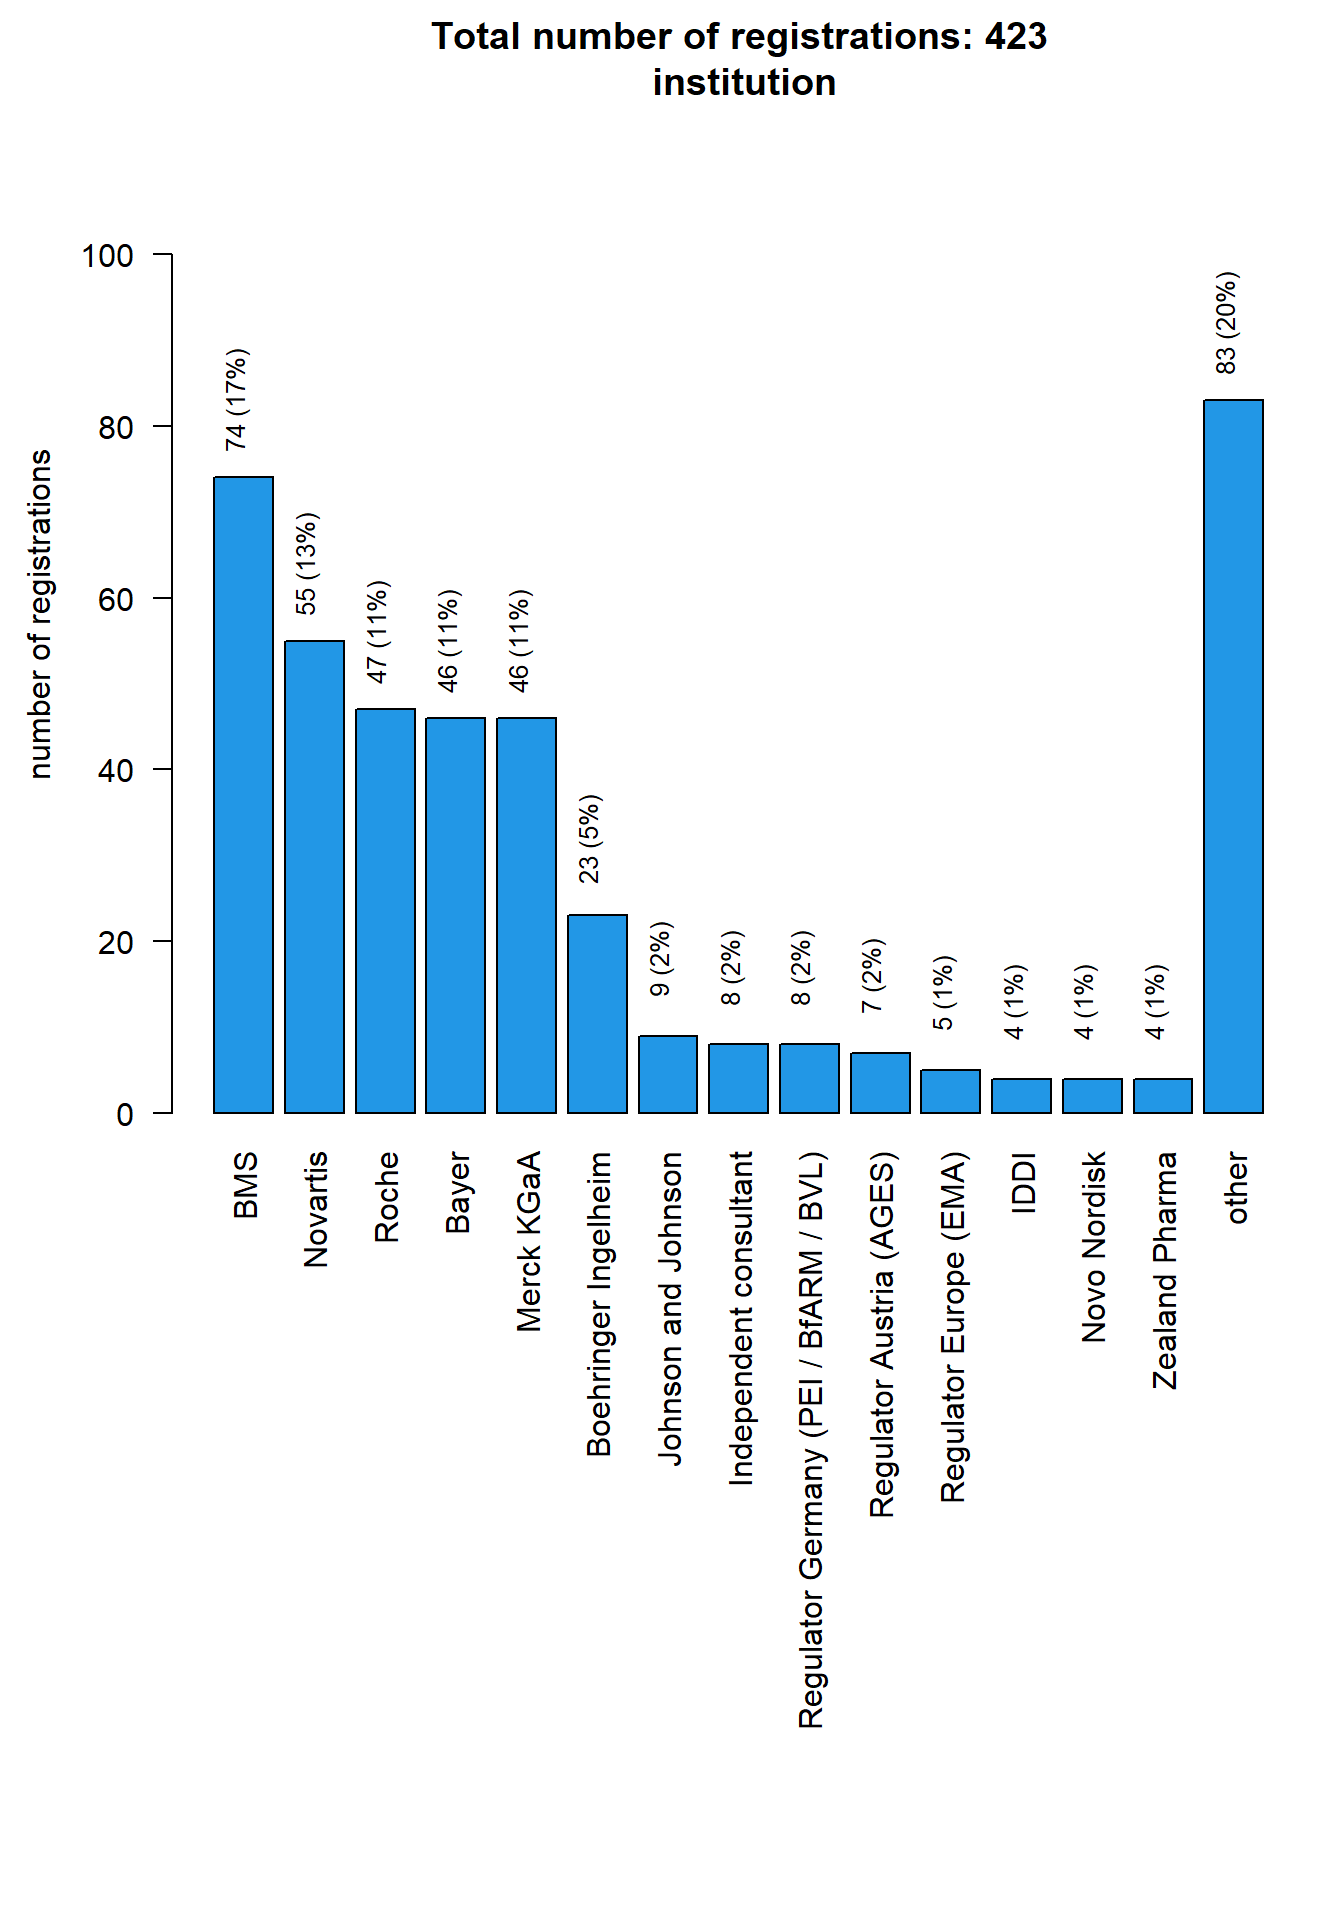 Total number of registrations: 423
institution
number of registrations
100
80
60
40
20
0
74 (17%)
55 (13%)
47 (11%)
46 (11%)
46 (11%)
23 (5%)
9 (2%)
8 (2%)
8 (2%)
7 (2%)
5 (1%)
4 (1%)
4 (1%)
4 (1%)
83 (20%)
BMS
Novartis
Roche
Bayer
Merck KGaA
Boehringer Ingelheim
Johnson and Johnson
Independent consultant
Regulator Germany (PEI / BfARM / BVL)
Regulator Austria (AGES)
Regulator Europe (EMA)
IDDI
Novo Nordisk
Zealand Pharma
other